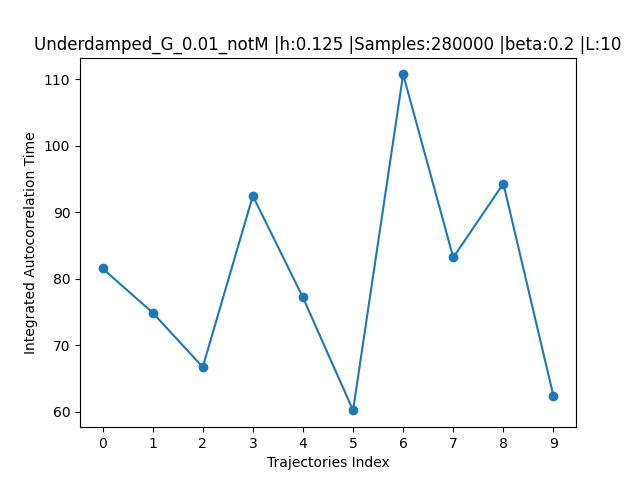 Underdamped_G_0.01_notM |h:0.125 |Samples:280000 |beta:0.2 |L:10
110
100
90
80
70
60
Integrated Autocorrelation Time
0 1 2 3 4 5 6 7 8 9
Trajectories Index